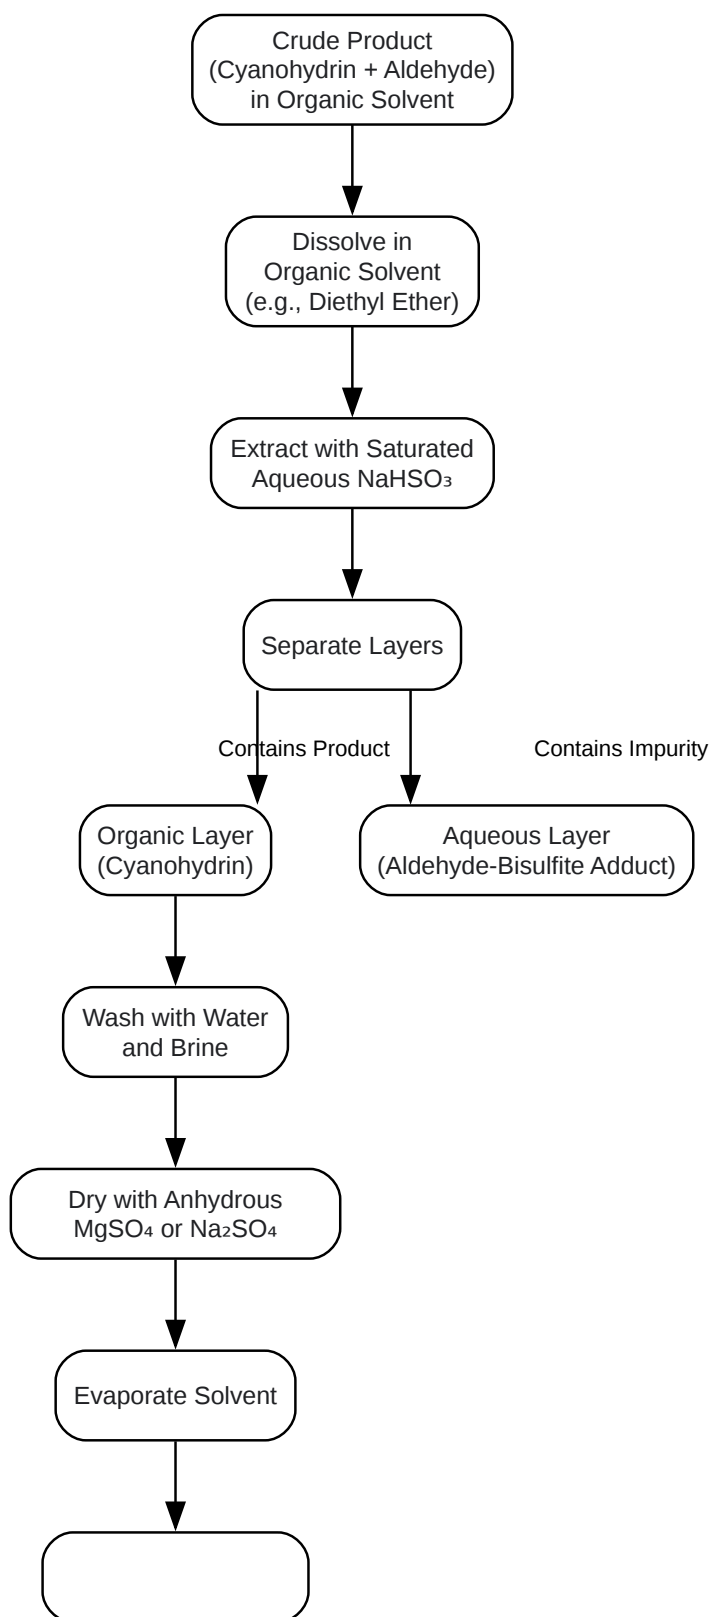 Crude Product
(Cyanohydrin + Aldehyde)
in Organic Solvent
Dissolve in
Organic Solvent
(e.g., Diethyl Ether)
Extract with Saturated
Aqueous NaHSO₃
Separate Layers
Contains Product
Contains Impurity
Organic Layer
(Cyanohydrin)
Aqueous Layer
(Aldehyde-Bisulfite Adduct)
Wash with Water
and Brine
Dry with Anhydrous
MgSO₄ or Na₂SO₄
Evaporate Solvent